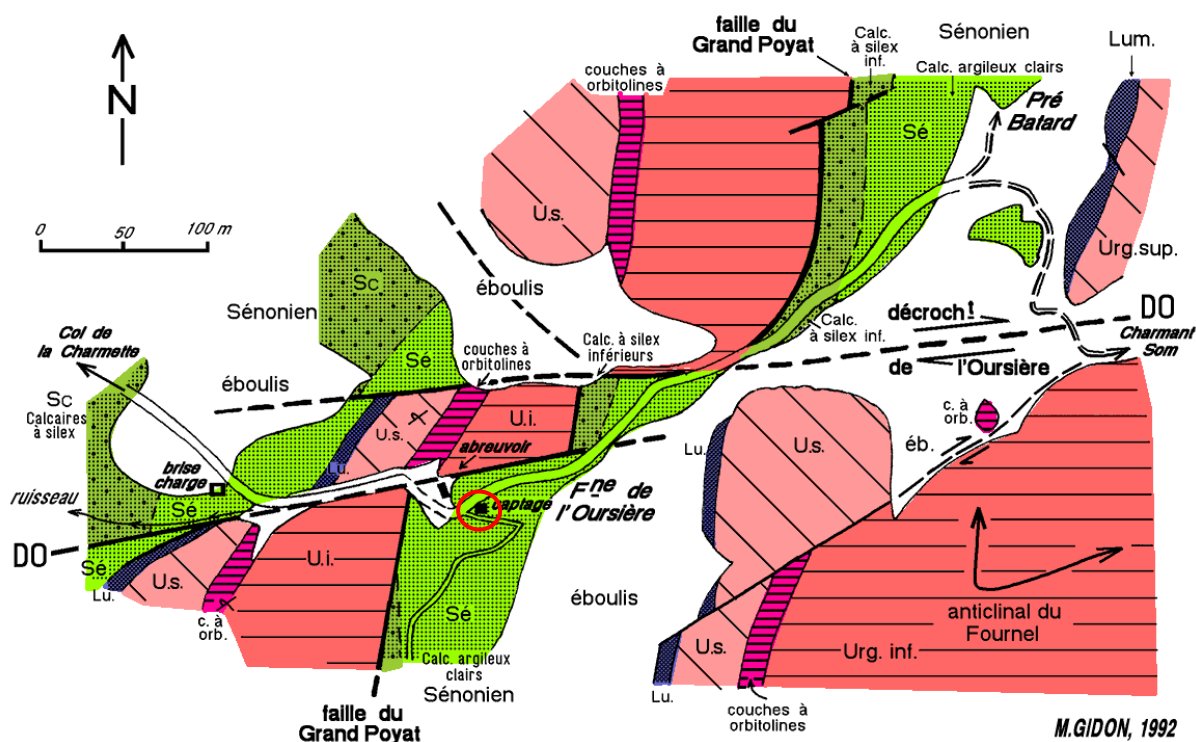 faille du
Grand Poyat
Calc.
à silex
inf.
Sénonien
Calc. argileux clairs
Lum.
couches à
orbitolines
N
Pré
Batard
Sé
U.s.
0 50 100 m
Urg.sup.
Sc
éboulis
Sénonien
DO
décroch!
Calc.
à silex inf.
Charmant
Som
Col de
la Charmette
Calc. à silex
inférieurs
couches à
orbitolines
Sé
de l'Oursière
éboulis
Sc
Calcaires
à silex
U.i.
U.s.
c. à
orb.
U.s.
abreuvoir
Lu.
éb.
Lu.
brise
charge
captage
Fne de
l'Oursière
ruisseau
Sé
DO
U.i.
Sé
U.s.
Lu.
éboulis
Sé
anticlinal du
Fournel
c. à
orb.
U.s.
Urg. inf.
Calc. argileux
clairs
Sénonien
Lu.
couches à
orbitolines
faille du
Grand Poyat
M.GIDON, 1992